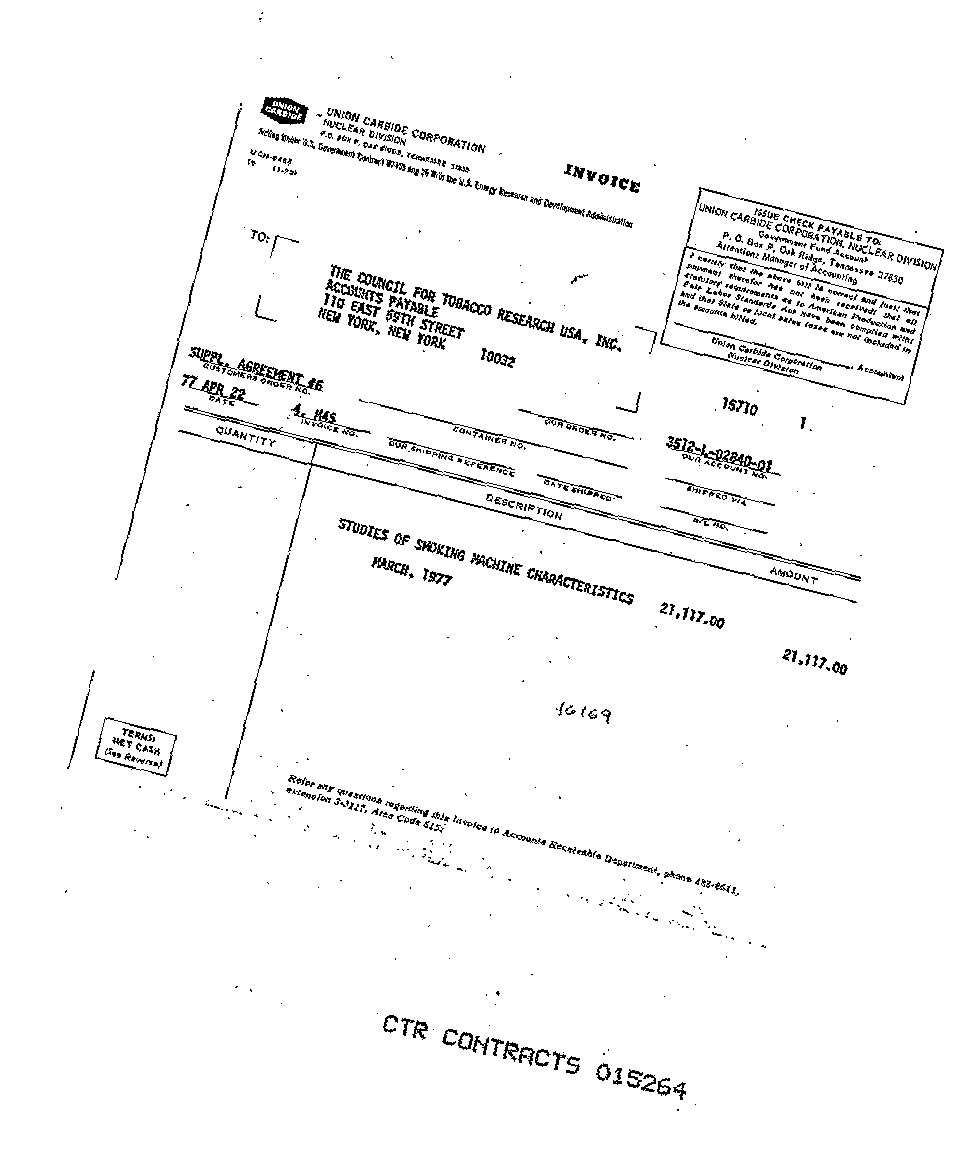 UNION CARBIDE
UNION CARBIDE CORPORATION
NUCLEAR DIVISION
P.O. BOX P, OAK RIDGE, TENNESSEE 37830
Acting Under U.S. Government Contract W-7405 eng 26 With the U.S. Energy Research and Development Administration
INVOICE
ISSUE CHECK PAYABLE TO:
UNION CARBIDE CORPORATION, NUCLEAR DIVISION
Government Fund Account
P. O. Box P, Oak Ridge, Tennessee 37830
Attention: Manager of Accounting
I certify that the above bill is correct and just; that
payment therefor has not been received; that all
statutory requirements as to American Production and
Fair Labor Standards Act have been complied with;
and that State or local sales taxes are not included in
the amounts billed.
Accountant
Union Carbide Corporation
Nuclear Division
TO:
THE COUNCIL FOR TOBACCO RESEARCH USA, INC.
ACCOUNTS PAYABLE
110 EAST 59TH STREET
NEW YORK, NEW YORK 10032
SUPPL. AGREEMENT #6
CUSTOMERS ORDER NO.
CONTAINER NO.
OUR ORDER NO.
15710 1
3512-L-02840-01
OUR ACCOUNT NO.
77 APR 22
DATE
INVOICE NO.
OUR SHIPPING REFERENCE
DATE SHIPPED
SHIPPED VIA
B/L NO.
QUANTITY
DESCRIPTION
AMOUNT
STUDIES OF SMOKING MACHINE CHARACTERISTICS 21,117.00
MARCH, 1977
21,117.00
10169
TERMS:
NET CASH
(See Reverse)
Refer any questions regarding this invoice to Accounts Receivable Department, phone 483-8611,
extension 3-3117, Area Code 615.
CTR CONTRACTS 015264